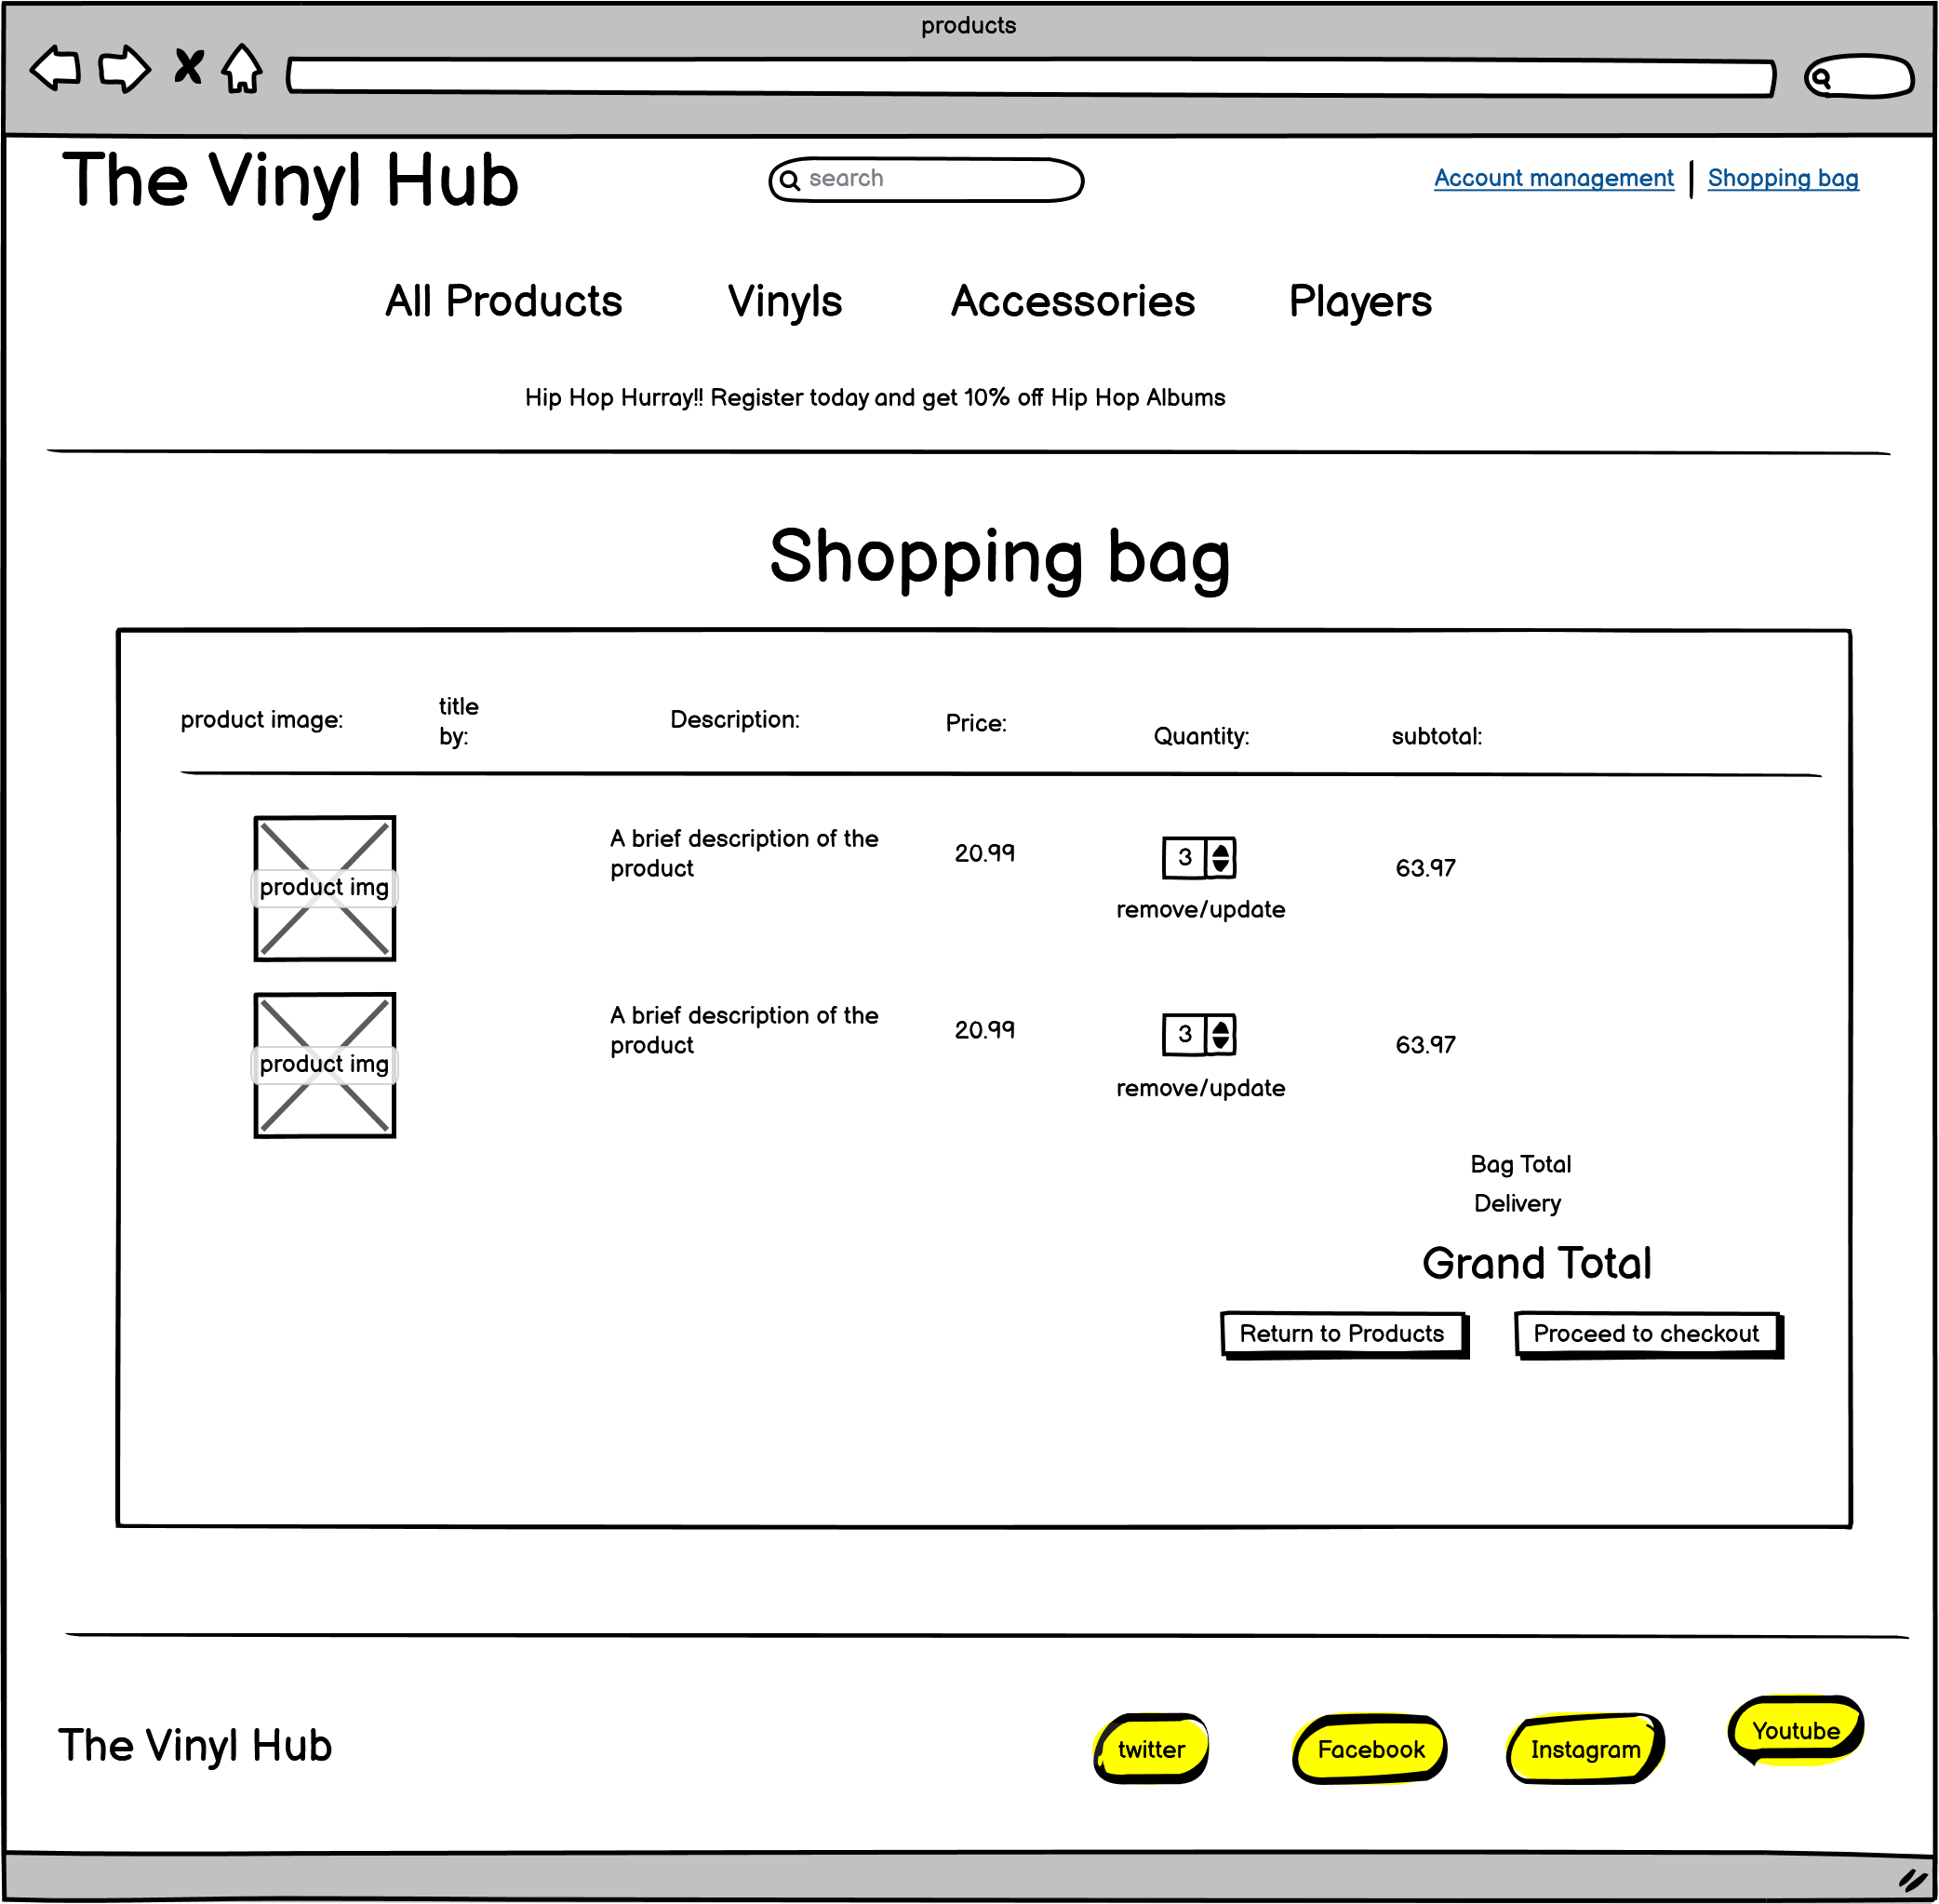 products
The Vinyl Hub
search
Account management
Shopping bag
All Products
Vinyls
Accessories
Players
Hip Hop Hurray!! Register today and get 10% off Hip Hop Albums
Shopping bag
product image:
title
by:
Description:
Price:
Quantity:
subtotal:
product img
A brief description of the
product
20.99
3
remove/update
63.97
product img
A brief description of the
product
20.99
3
remove/update
63.97
Bag Total
Delivery
Grand Total
Return to Products
Proceed to checkout
The Vinyl Hub
twitter
Facebook
Instagram
Youtube